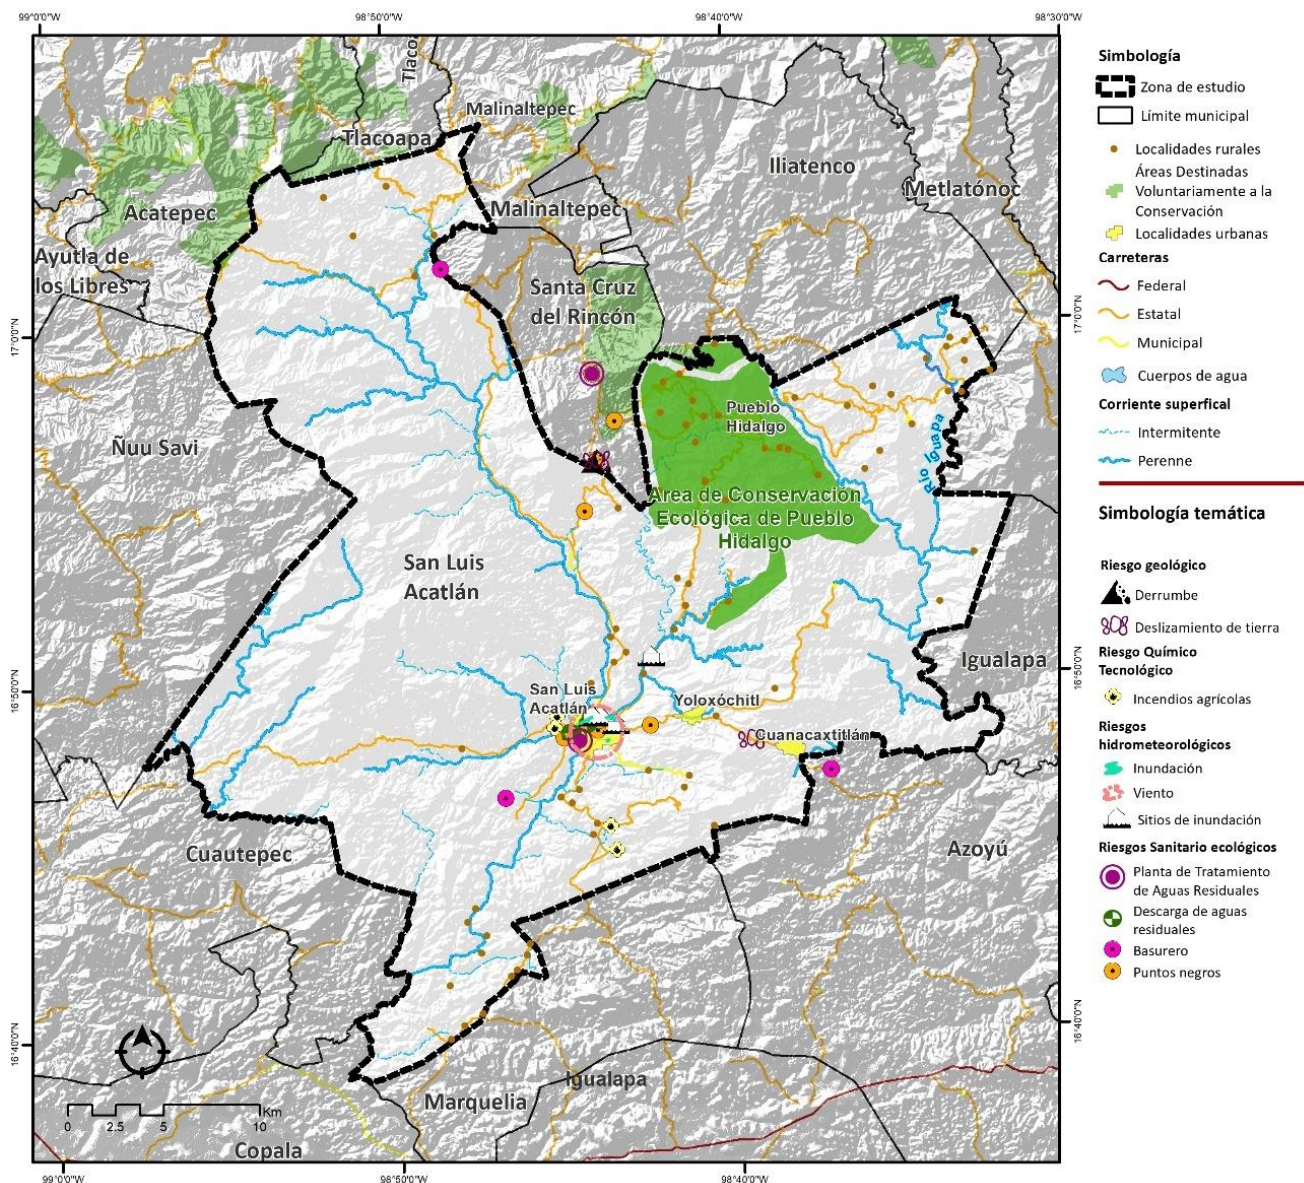 99°0'0"W
98°50'0"W
98°40'0"W
98°30'0"W
Tlaco
Malinaltepec
Tlacoapa
Iliatenco
Metlatónoc
Acatepec
Malinaltepec
Ayutla de
los Libres
Santa Cruz
del Rincón
17°0'0"N
17°0'0"N
Pueblo
Hidalgo
Ñuu Savi
Río Iguapa
Área de Conservación
Ecológica de Pueblo
Hidalgo
San Luis
Acatlán
Igualapa
16°50'0"N
16°50'0"N
San Luis
Acatlán
Yoloxóchitl
Cuanacaxtitlán
Cuautepec
Azoyú
16°40'0"N
16°40'0"N
Igualapa
Marquelia
Copala
Km
0
2.5
5
10
99°0'0"W
98°50'0"W
98°40'0"W
Simbología
Zona de estudio
Límite municipal
Localidades rurales
Áreas Destinadas
Voluntariamente a la
Conservación
Localidades urbanas
Carreteras
Federal
Estatal
Municipal
Cuerpos de agua
Corriente superfical
Intermitente
Perenne
Simbología temática
Riesgo geológico
Derrumbe
Deslizamiento de tierra
Riesgo Químico
Tecnológico
Incendios agrícolas
Riesgos
hidrometeorológicos
Inundación
Viento
Sitios de inundación
Riesgos Sanitario ecológicos
Planta de Tratamiento
de Aguas Residuales
Descarga de aguas
residuales
Basurero
Puntos negros